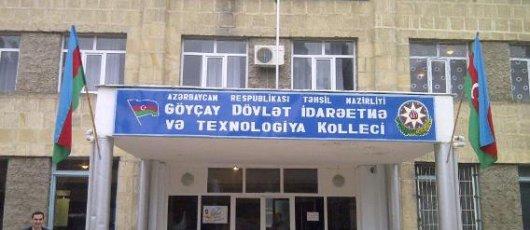 AZƏRBAYCAN RESPUBLİKASI TƏHSİL NAZİRLİYİ
GÖYÇAY DÖVLƏT İDARƏETMƏ
VƏ TEXNOLOGİYA KOLLECİ